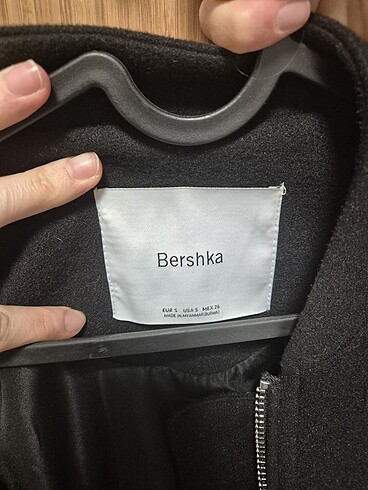 Bershka
EUR S USA S MEX 26
MADE IN MYANMAR (BURMA)